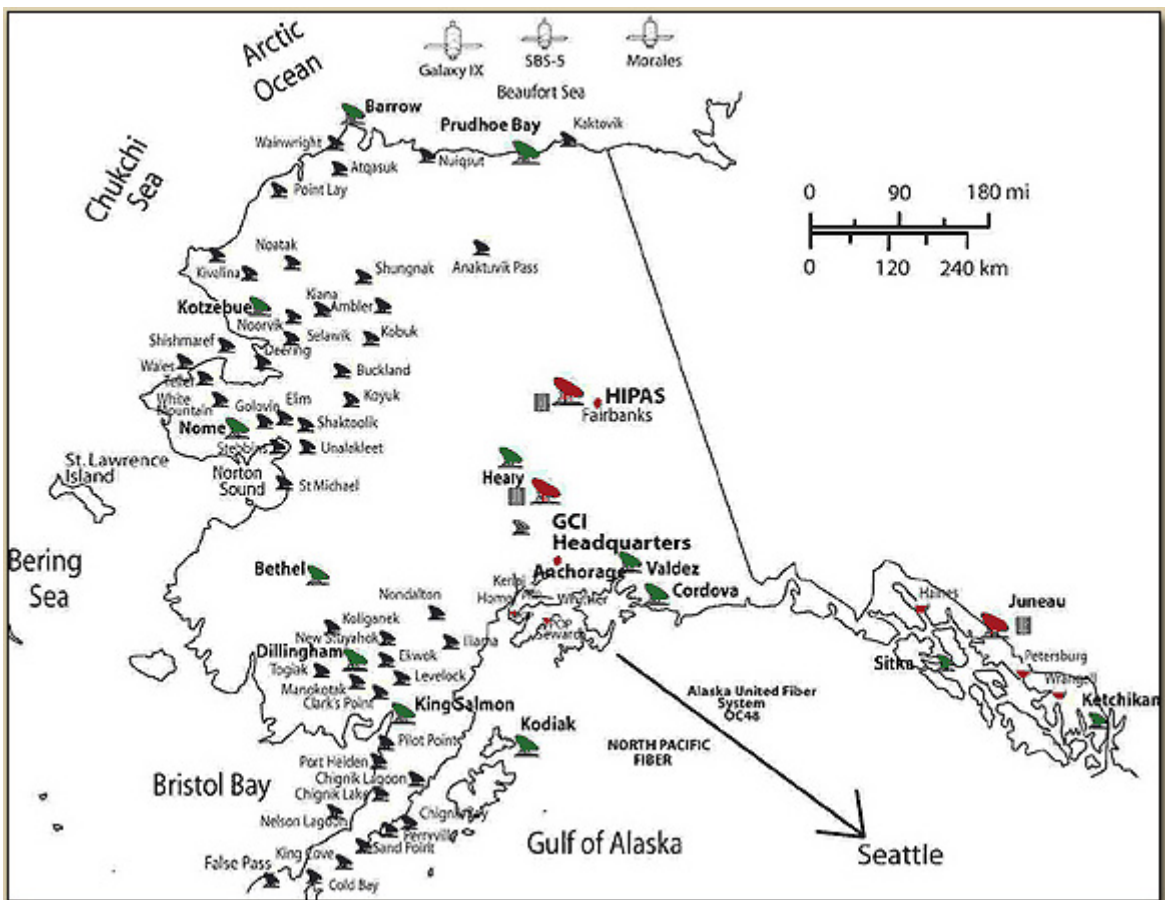 Arctic
Ocean
Galaxy IX
SBS-5
Morales
Beaufort Sea
Barrow
Prudhoe Bay
Kaktovik
Wainwright
Nuiqsut
Atqasuk
Point Lay
Chukchi
Sea
0 90 180 mi
0 120 240 km
Noatak
Kivelina
Shungnak
Anaktuvik Pass
Kiana
Kotzebue
Ambler
Noorvik
Selawik
Kobuk
Shishmaref
Deering
Wales
Teller
Buckland
White
Mountain
Golovin
Elim
Koyuk
Shaktoolik
Nome
Stebbins
Unalakleet
HIPAS
Fairbanks
St. Lawrence
Island
Norton
Sound
St Michael
Healy
GCI
Headquarters
Anchorage
Valdez
Cordova
Bering
Sea
Bethel
Nondalton
Kenai
Whittier
Seward
POP
Koliganek
New Stuyahok
Iliama
Dillingham
Ekwok
Togiak
Levelock
Manokotak
Clark's Point
King Salmon
Haines
Juneau
Sitka
Petersburg
Wrangell
Ketchikan
Alaska United Fiber
System
OC48
NORTH PACIFIC
FIBER
Kodiak
Pilot Point
Port Heiden
Bristol Bay
Chignik Lagoon
Chignik Lake
Nelson Lagoon
Chignik Bay
Perryville
Sand Point
King Cove
False Pass
Cold Bay
Gulf of Alaska
Seattle